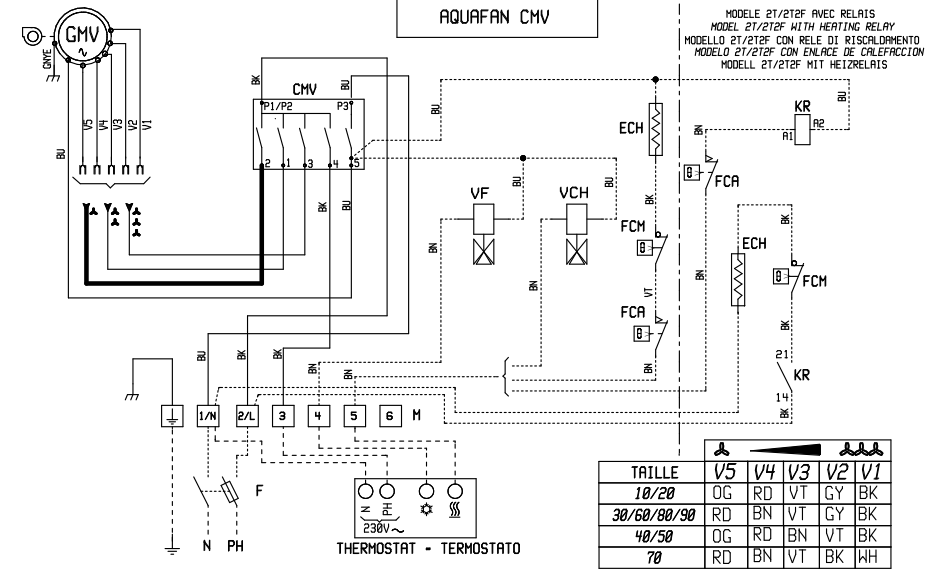 AQUAFAN CMV
MODELE 2T/2T2F AVEC RELAIS
MODEL 2T/2T2F WITH HEATING RELAY
MODELLO 2T/2T2F CON RELE DI RISCALDAMENTO
MODELO 2T/2T2F CON ENLACE DE CALEFACCION
MODELL 2T/2T2F MIT HEIZRELAIS
GMV
GNYE
V5
V4
V3
V2
V1
BU
BK
BU
CMV
P1/P2
P3
2
1
3
4
5
BK
BU
BU
ECH
BN
KR
A1
A2
BU
FCA
VF
BU
VCH
BU
BK
FCM
BN
BN
VT
FCA
BN
BN
ECH
BK
FCM
BK
21
KR
14
BK
BU
BK
BK
BN
BN
1/N
2/L
3
4
5
6
M
F
N
PH
N
PH
230V
THERMOSTAT - TERMOSTATO
TAILLE V5 V4 V3 V2 V1
10/20 OG RD VT GY BK
30/60/80/90 RD BN VT GY BK
40/50 OG RD BN VT BK
70 RD BN VT BK WH